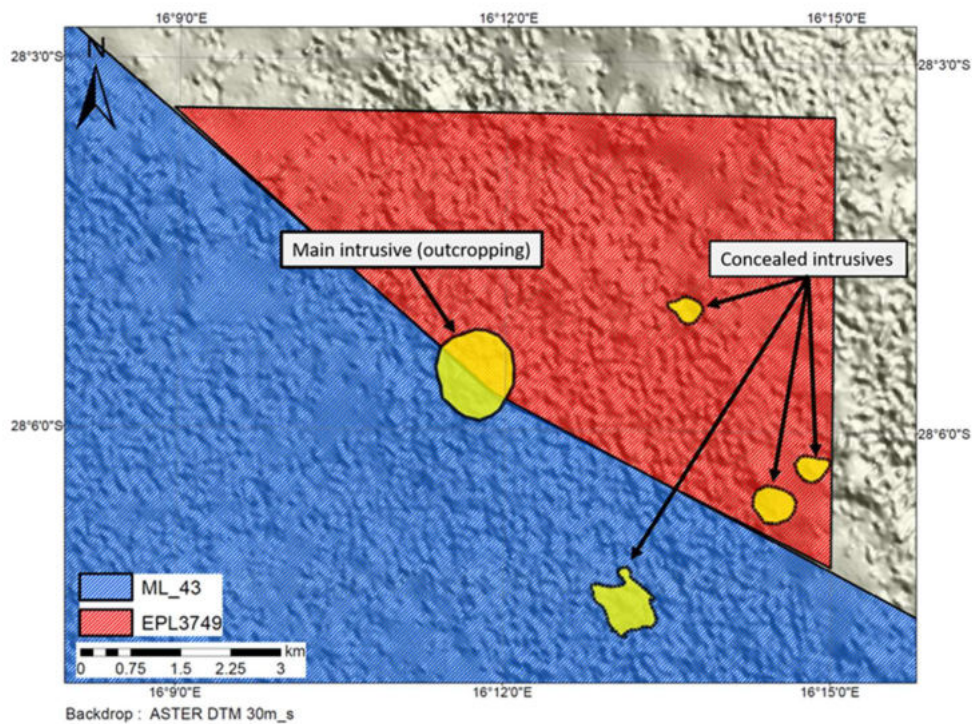 16°9'0"E 16°12'0"E 16°15'0"E
N
28°3'0"S 28°3'0"S
Main intrusive (outcropping)
Concealed intrusives
28°6'0"S 28°6'0"S
ML_43
EPL3749
km
0 0.75 1.5 2.25 3
16°9'0"E 16°12'0"E 16°15'0"E
Backdrop : ASTER DTM 30m_s